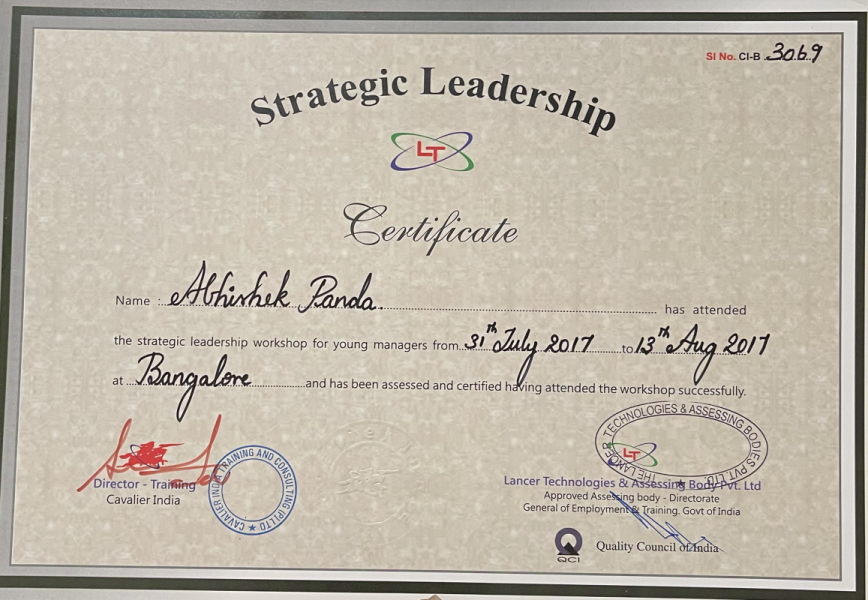 Sl No. CI-B 3069
Strategic Leadership
LT
Certificate
Name : Abhishek Panda has attended
the strategic leadership workshop for young managers from 31th July 2017 to 13th Aug 2017
at Bangalore and has been assessed and certified having attended the workshop successfully.
Director - Training
Cavalier India
CAVALIER INDIA TRAINING AND CONSULTING (P) LTD ★
THE LANCER TECHNOLOGIES & ASSESSING BODIES PVT. LTD. ★
LT
Lancer Technologies & Assessing Body Pvt. Ltd
Approved Assessing body - Directorate
General of Employment & Training. Govt of India
QCI
Quality Council of India